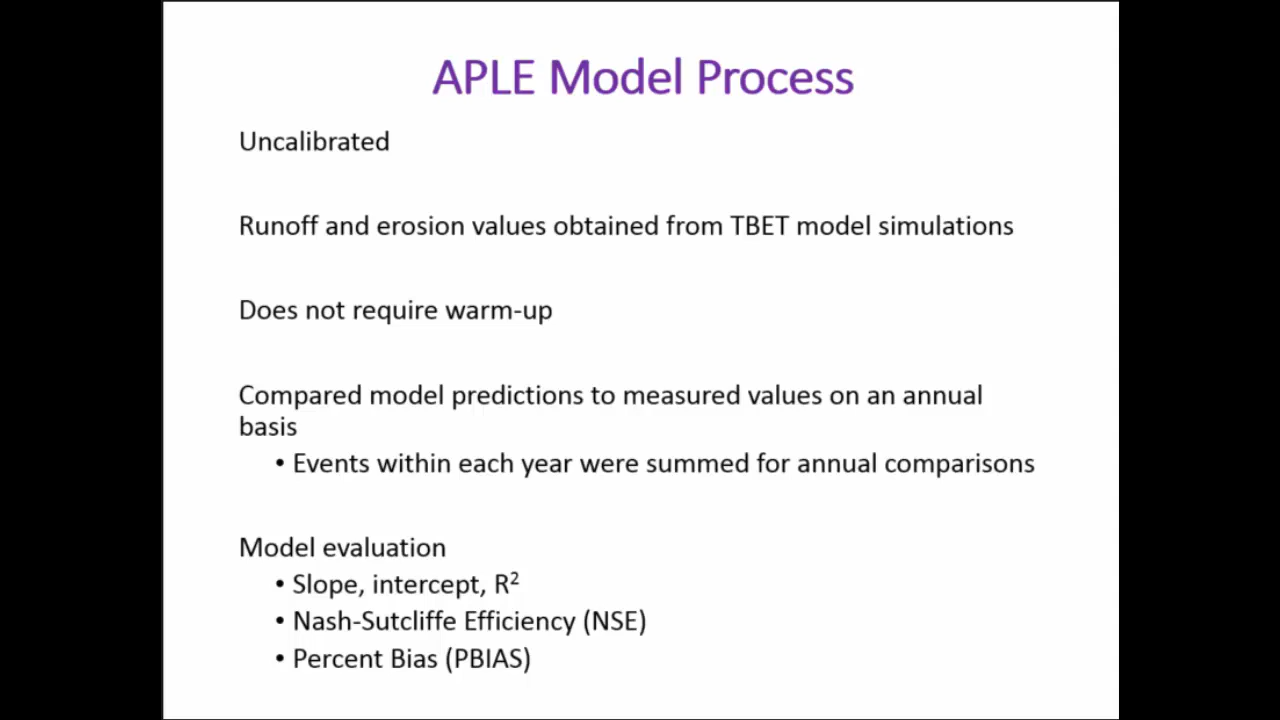 APLE Model Process
Uncalibrated
Runoff and erosion values obtained from TBET model simulations
Does not require warm-up
Compared model predictions to measured values on an annual
basis
• Events within each year were summed for annual comparisons
Model evaluation
• Slope, intercept, R²
• Nash-Sutcliffe Efficiency (NSE)
• Percent Bias (PBIAS)